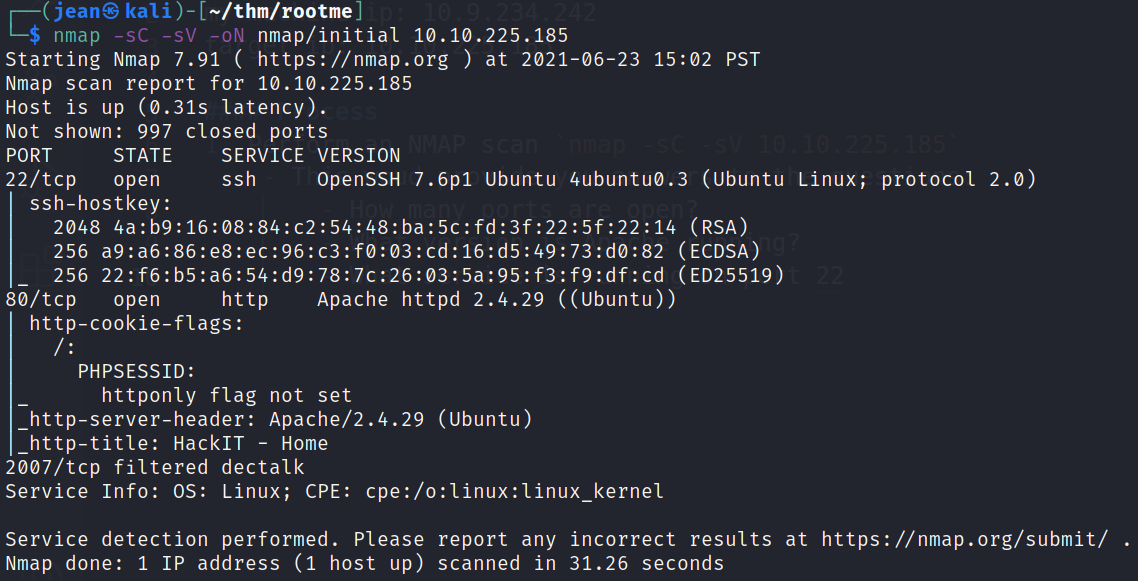 ┌──(jean㉿kali)-[~/thm/rootme]
└─$ nmap -sC -sV -oN nmap/initial 10.10.225.185
Starting Nmap 7.91 ( https://nmap.org ) at 2021-06-23 15:02 PST
Nmap scan report for 10.10.225.185
Host is up (0.31s latency).
Not shown: 997 closed ports
PORT     STATE    SERVICE VERSION
22/tcp   open     ssh     OpenSSH 7.6p1 Ubuntu 4ubuntu0.3 (Ubuntu Linux; protocol 2.0)
| ssh-hostkey:
|   2048 4a:b9:16:08:84:c2:54:48:ba:5c:fd:3f:22:5f:22:14 (RSA)
|   256 a9:a6:86:e8:ec:96:c3:f0:03:cd:16:d5:49:73:d0:82 (ECDSA)
|_  256 22:f6:b5:a6:54:d9:78:7c:26:03:5a:95:f3:f9:df:cd (ED25519)
80/tcp   open     http    Apache httpd 2.4.29 ((Ubuntu))
| http-cookie-flags:
|   /:
|     PHPSESSID:
|_      httponly flag not set
|_http-server-header: Apache/2.4.29 (Ubuntu)
|_http-title: HackIT - Home
2007/tcp filtered dectalk
Service Info: OS: Linux; CPE: cpe:/o:linux:linux_kernel

Service detection performed. Please report any incorrect results at https://nmap.org/submit/ .
Nmap done: 1 IP address (1 host up) scanned in 31.26 seconds